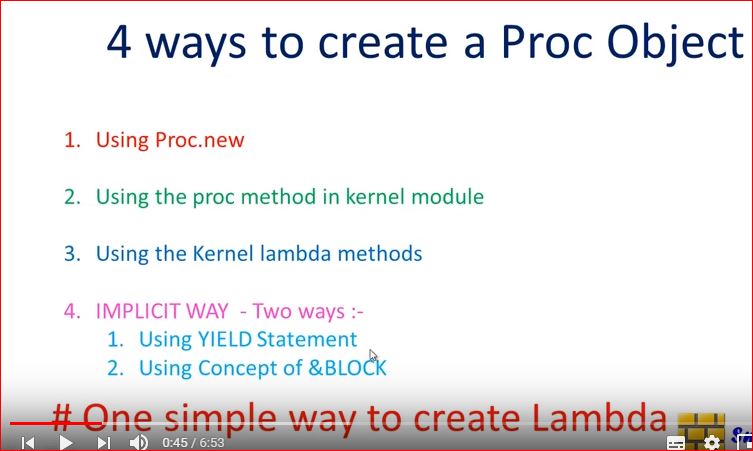 4 ways to create a Proc Object
1. Using Proc.new
2. Using the proc method in kernel module
3. Using the Kernel lambda methods
4. IMPLICIT WAY - Two ways :-
1. Using YIELD Statement
2. Using Concept of &BLOCK
# One simple way to create Lambda
0:45 / 6:53